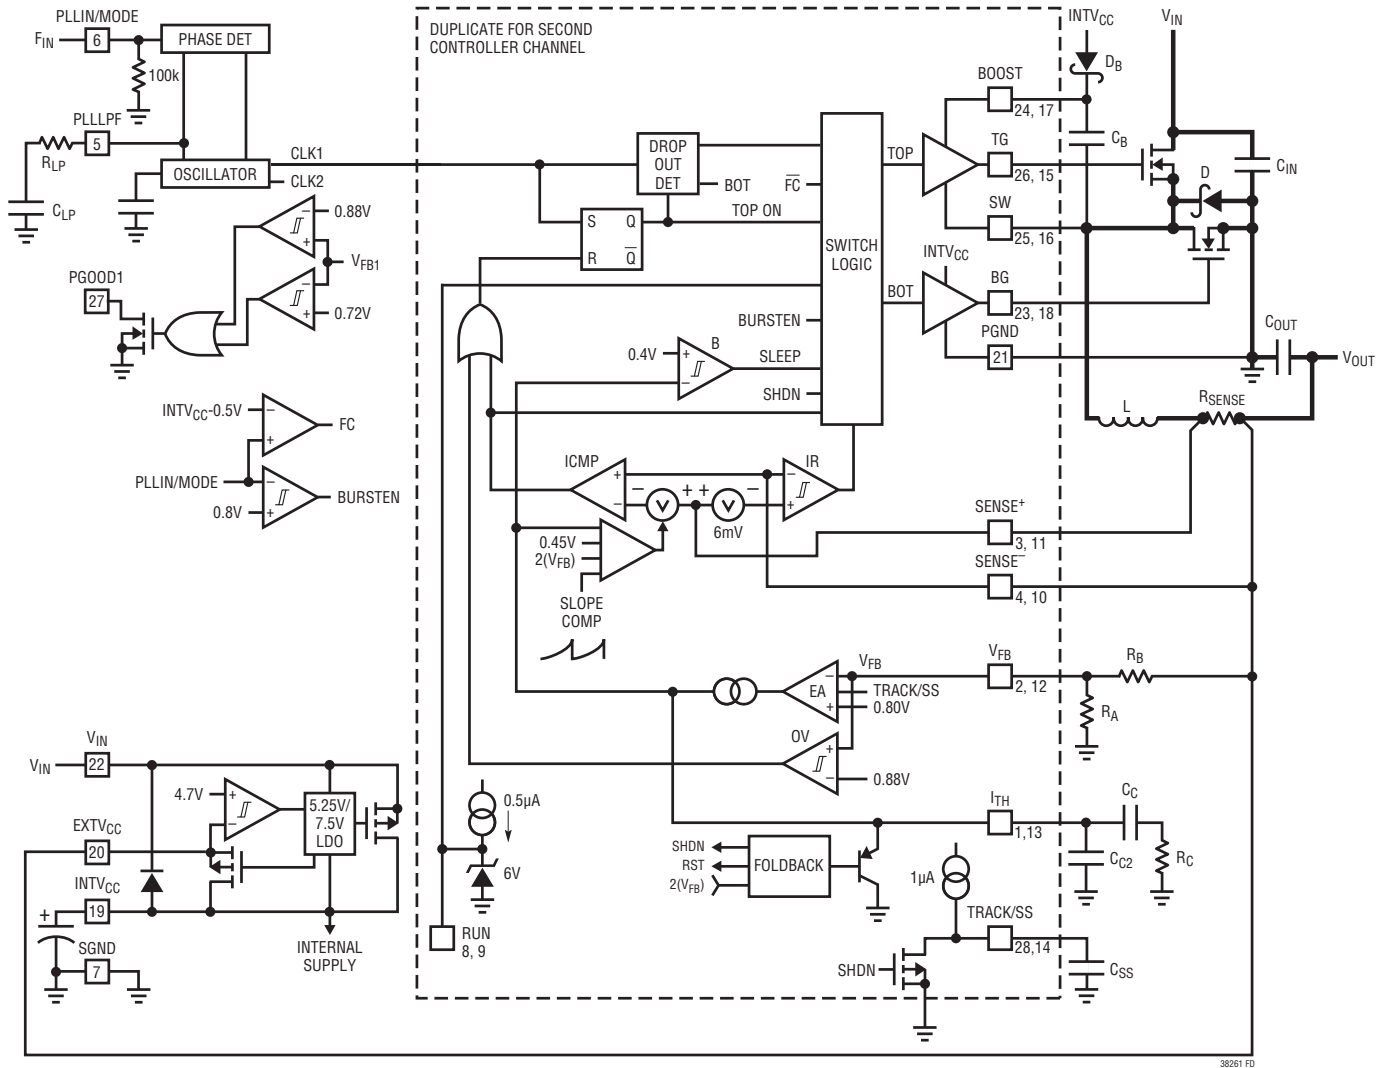 PLLIN/MODE
F_IN
6
PHASE DET
100k
PLLLPF
5
R_LP
C_LP
OSCILLATOR
CLK1
CLK2
−
0.88V
+
V_FB1
−
+
0.72V
PGOOD1
27
INTV_CC-0.5V
−
+
FC
PLLIN/MODE
−
0.8V
+
BURSTEN
V_IN
V_IN
22
4.7V
+
−
5.25V/
7.5V
LDO
EXTV_CC
20
INTV_CC
19
+
SGND
7
INTERNAL
SUPPLY
DUPLICATE FOR SECOND
CONTROLLER CHANNEL
DROP
OUT
DET
BOT
S Q
R Q̅
TOP ON
F̅C̅
SWITCH
LOGIC
BURSTEN
0.4V
+
−
B
SLEEP
SHDN
TOP
BOT
INTV_CC
ICMP
+
−
−
+ +
−
6mV
IR
−
+
0.45V
2(V_FB)
SLOPE
COMP
EA
−
+
V_FB
TRACK/SS
0.80V
OV
+
−
0.88V
0.5µA
6V
RUN
8, 9
SHDN
RST
2(V_FB)
FOLDBACK
1µA
TRACK/SS
28,14
SHDN
BOOST
24, 17
TG
26, 15
SW
25, 16
BG
23, 18
PGND
21
SENSE⁺
3, 11
SENSE⁻
4, 10
V_FB
2, 12
I_TH
1,13
INTV_CC
V_IN
D_B
C_B
D
C_IN
C_OUT
V_OUT
L
R_SENSE
R_B
R_A
C_C
C_C2
R_C
C_SS
38261 FD